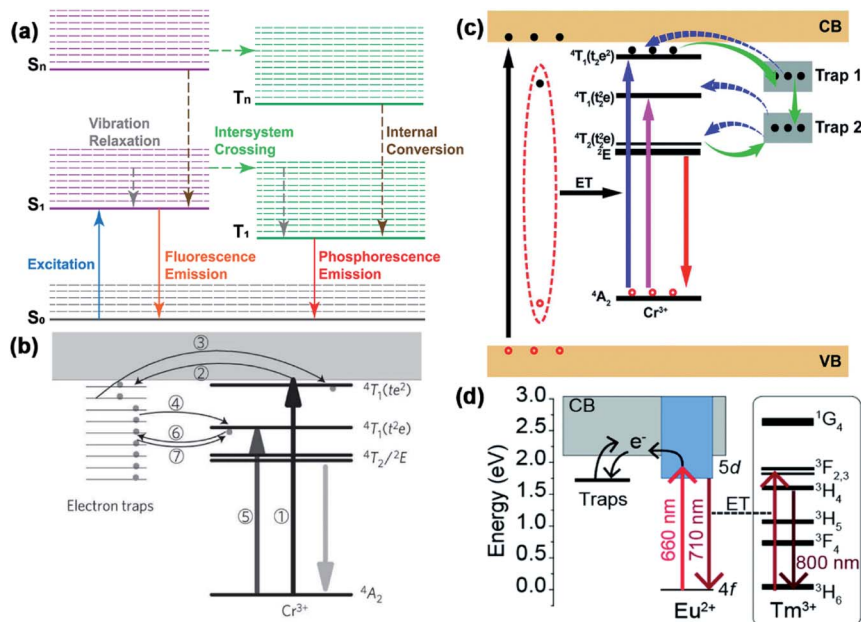 (a)
Sn
Tn
Vibration
Relaxation
Intersystem
Crossing
Internal
Conversion
S1
T1
Excitation
Fluorescence
Emission
Phosphorescence
Emission
S0
(b)
③
②
⁴T₁(te²)
④
⁴T₁(t²e)
⑥
⑦
⁴T₂/²E
Electron traps
⑤
①
⁴A₂
Cr³⁺
(c)
CB
⁴T₁(t₂e²)
Trap 1
⁴T₁(t₂²e)
Trap 2
⁴T₂(t₂²e)
²E
ET
⁴A₂
Cr³⁺
VB
(d)
Energy (eV)
3.0
2.5
2.0
1.5
1.0
0.5
0.0
CB
e⁻
5d
Traps
660 nm
710 nm
4f
Eu²⁺
ET
¹G₄
³F₂,₃
³H₄
³H₅
³F₄
800 nm
³H₆
Tm³⁺